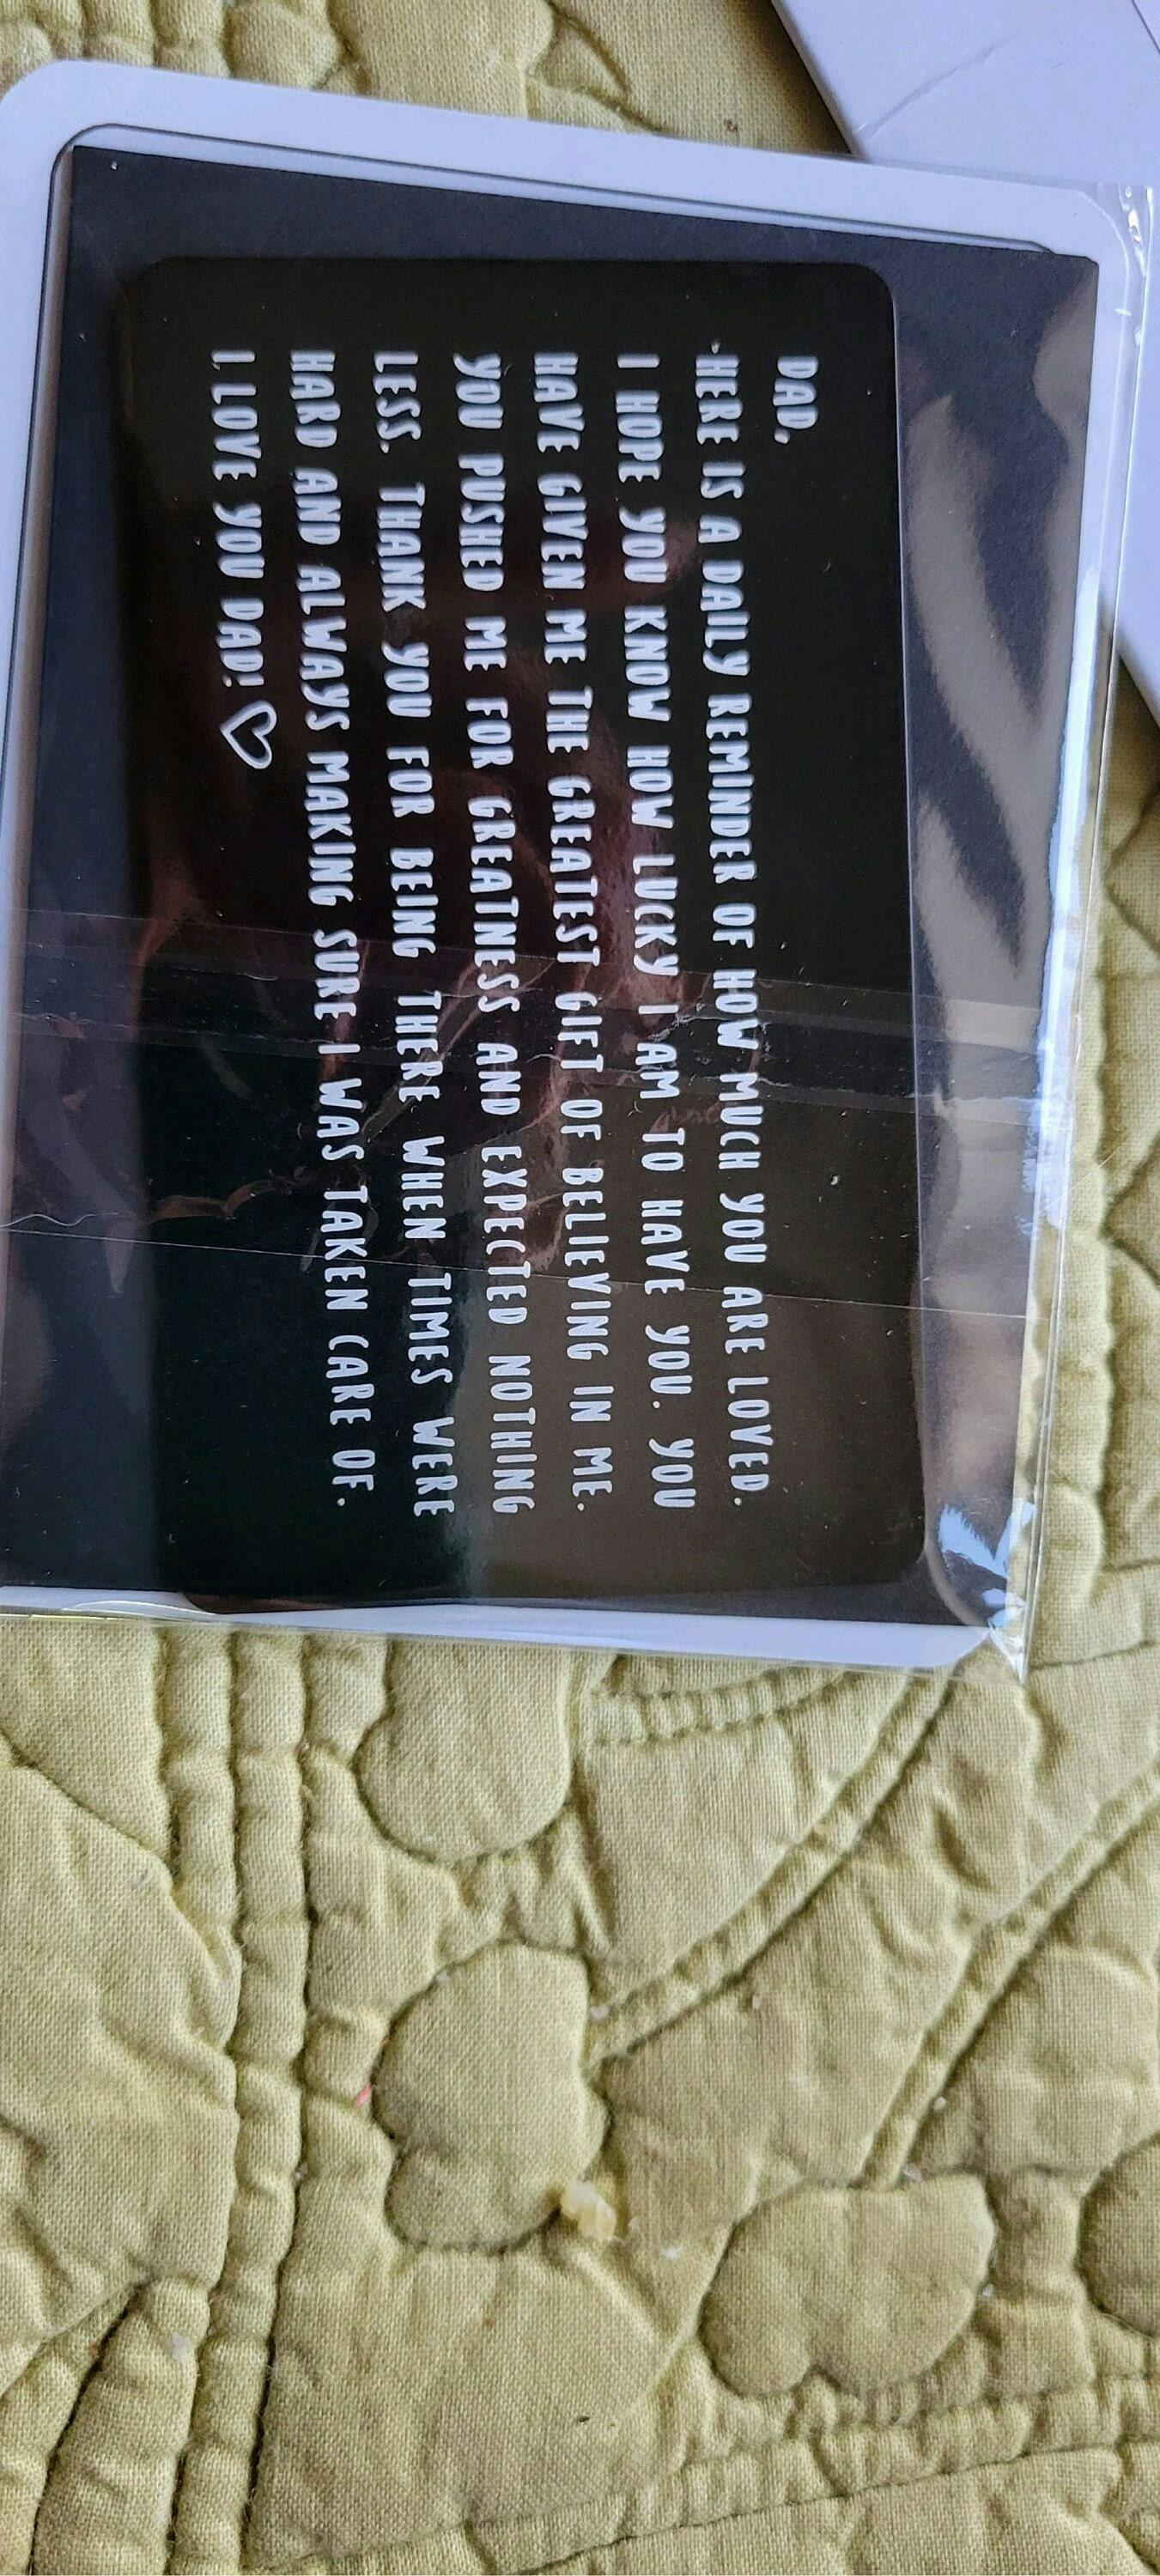 DAD,
HERE IS A DAILY REMINDER OF HOW MUCH YOU ARE LOVED.
I HOPE YOU KNOW HOW LUCKY I AM TO HAVE YOU. YOU
HAVE GIVEN ME THE GREATEST GIFT OF BELIEVING IN ME.
YOU PUSHED ME FOR GREATNESS AND EXPECTED NOTHING
LESS. THANK YOU FOR BEING THERE WHEN TIMES WERE
HARD AND ALWAYS MAKING SURE I WAS TAKEN CARE OF.
I LOVE YOU DAD! ♡